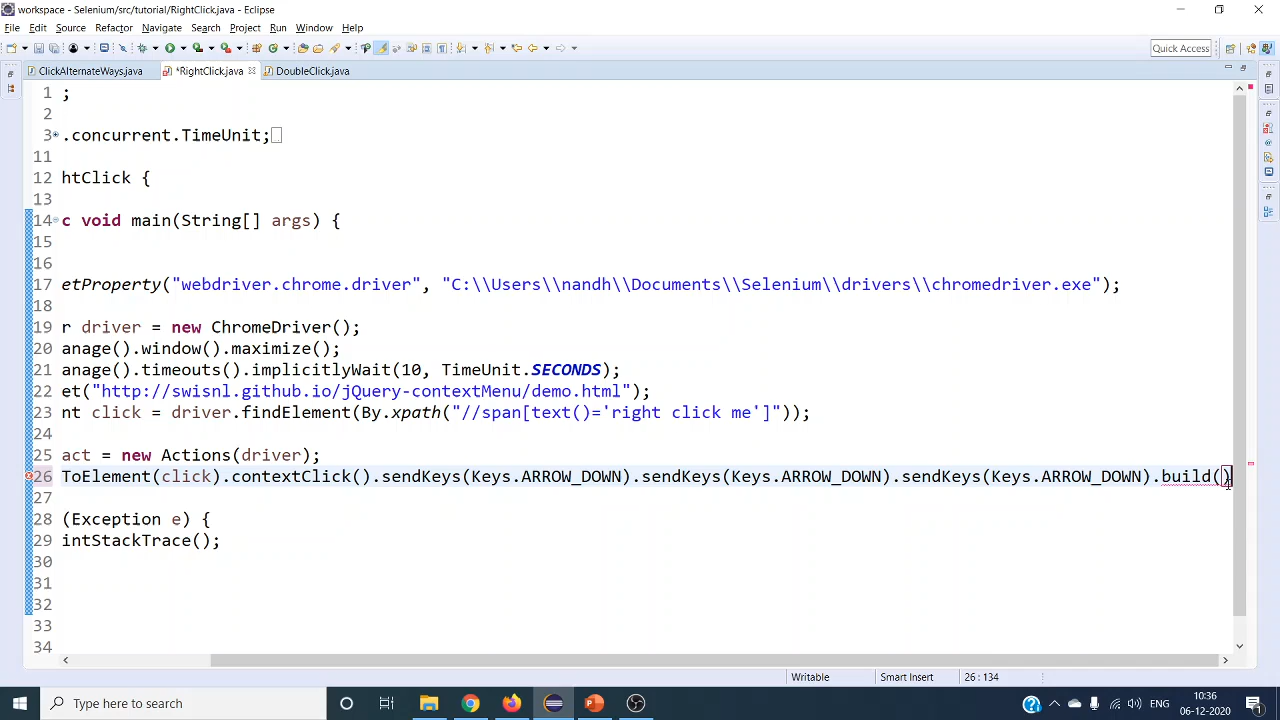 workspace - Selenium/src/tutorial/RightClick.java - Eclipse
File Edit Source Refactor Navigate Search Project Run Window Help
Quick Access
ClickAlternateWays.java *RightClick.java DoubleClick.java
1 ;
2
3 .concurrent.TimeUnit;
11
12 htClick {
13
14 c void main(String[] args) {
15
16
17 etProperty("webdriver.chrome.driver", "C:\\Users\\nandh\\Documents\\Selenium\\drivers\\chromedriver.exe");
18
19 r driver = new ChromeDriver();
20 anage().window().maximize();
21 anage().timeouts().implicitlyWait(10, TimeUnit.SECONDS);
22 et("http://swisnl.github.io/jQuery-contextMenu/demo.html");
23 nt click = driver.findElement(By.xpath("//span[text()='right click me']"));
24
25 act = new Actions(driver);
26 ToElement(click).contextClick().sendKeys(Keys.ARROW_DOWN).sendKeys(Keys.ARROW_DOWN).sendKeys(Keys.ARROW_DOWN).build()
27
28 (Exception e) {
29 intStackTrace();
30
31
32
33
34
Writable Smart Insert 26 : 134
Type here to search
10:36
06-12-2020